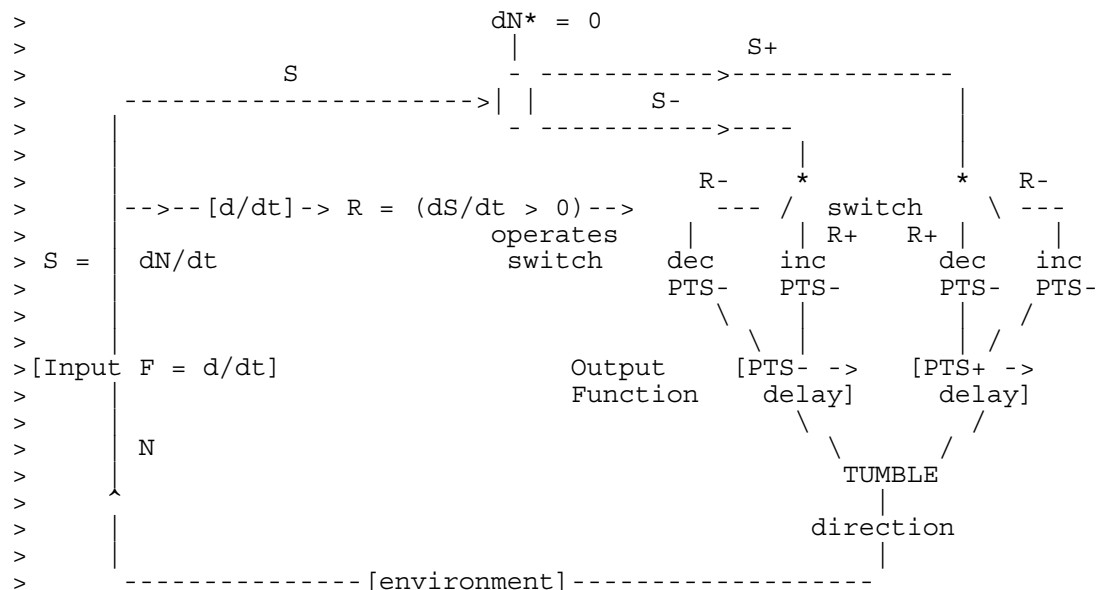 >                                  dN* = 0
>                                    |                 S+
>                   S                - ----------->--------------
>         ----------------------->| |        S-                 |
>        |                           - ----------->----          |
>        |                                             |         |
>        |                                      R-     *         *   R-
>        |-->--[d/dt]-> R = (dS/dt > 0)-->      --- /  switch     \ ---
>        |                        operates     |      | R+   R+ |      |
> S =    | dN/dt                   switch    dec    inc       dec    inc
>        |                                   PTS-   PTS-      PTS-   PTS-
>        |                                      \     |         |     /
>        |                                        \   |         |   /
>[Input F = d/dt]                   Output      [PTS- ->   [PTS+ ->
>        |                          Function      delay]     delay]
>        |                                           \         /
>        | N                                           \     /
>        |                                             TUMBLE
>        ^                                                |
>        |                                            direction
>        |                                                |
>         ---------------[environment]-------------------